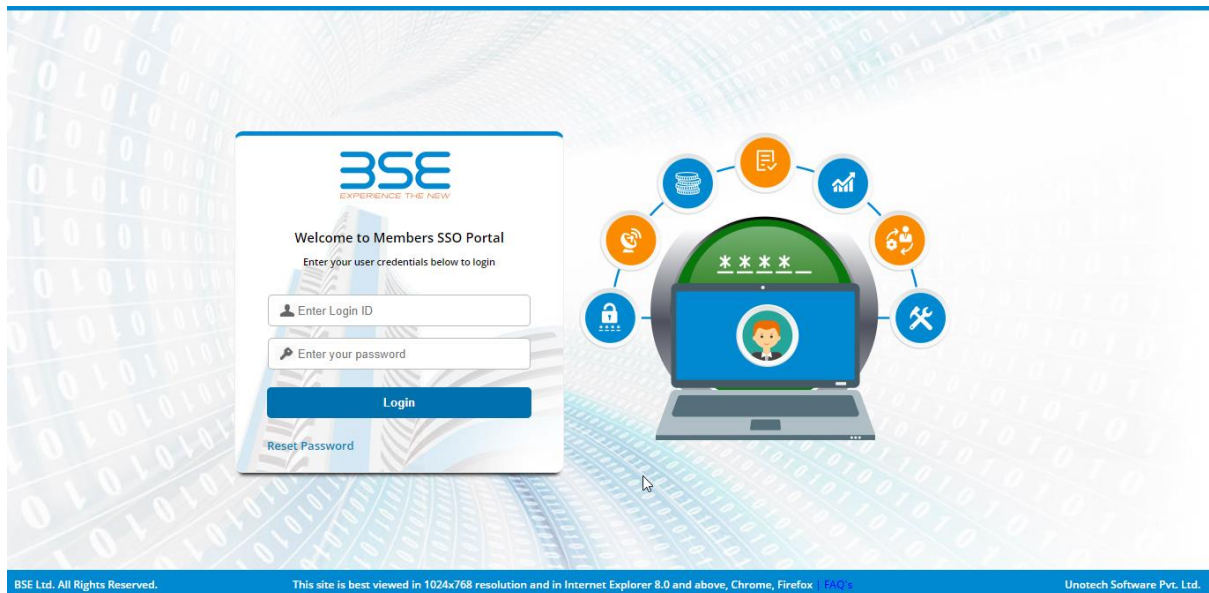 BSE
EXPERIENCE THE NEW
Welcome to Members SSO Portal
Enter your user credentials below to login
Enter Login ID
Enter your password
Login
Reset Password
* * * * _
BSE Ltd. All Rights Reserved.
This site is best viewed in 1024x768 resolution and in Internet Explorer 8.0 and above, Chrome, Firefox | FAQ's
Unotech Software Pvt. Ltd.